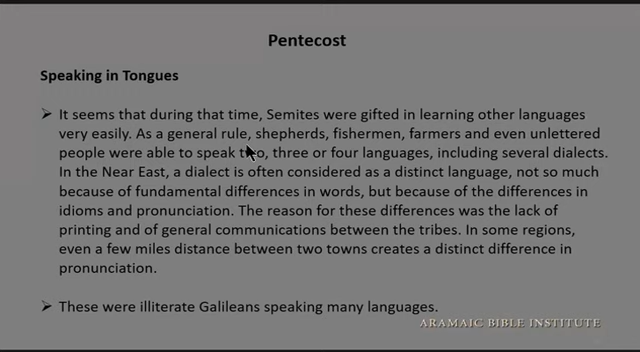 Pentecost
Speaking in Tongues
➢ It seems that during that time, Semites were gifted in learning other languages
very easily. As a general rule, shepherds, fishermen, farmers and even unlettered
people were able to speak two, three or four languages, including several dialects.
In the Near East, a dialect is often considered as a distinct language, not so much
because of fundamental differences in words, but because of the differences in
idioms and pronunciation. The reason for these differences was the lack of
printing and of general communications between the tribes. In some regions,
even a few miles distance between two towns creates a distinct difference in
pronunciation.
➢ These were illiterate Galileans speaking many languages.
ARAMAIC BIBLE INSTITUTE